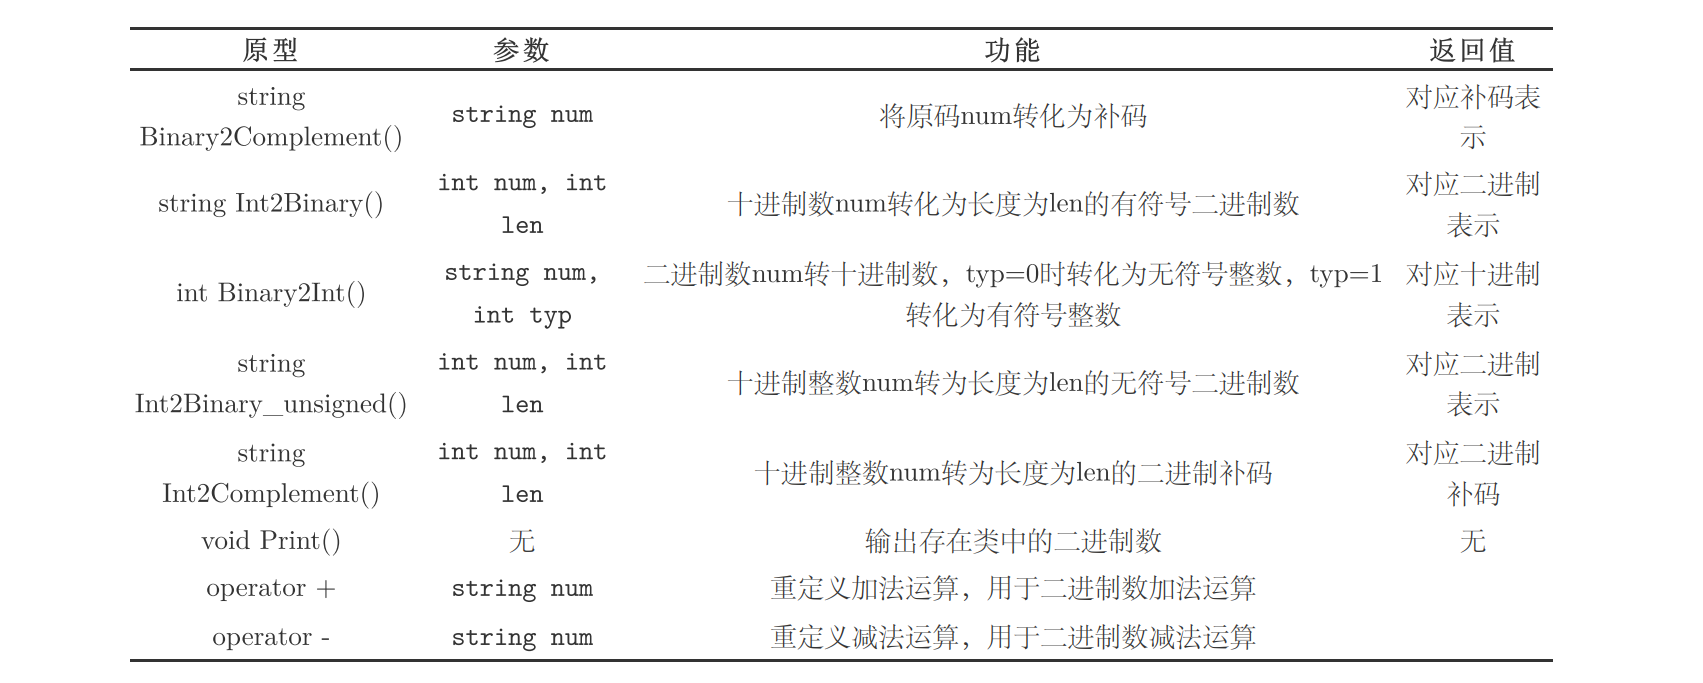 原型 参数 功能 返回值
string
Binary2Complement()
string num
将原码num转化为补码
对应补码表
示
string Int2Binary()
int num, int
len
十进制数num转化为长度为len的有符号二进制数
对应二进制
表示
int Binary2Int()
string num,
int typ
二进制数num转十进制数，typ=0时转化为无符号整数，typ=1
转化为有符号整数
对应十进制
表示
string
Int2Binary_unsigned()
int num, int
len
十进制整数num转为长度为len的无符号二进制数
对应二进制
表示
string
Int2Complement()
int num, int
len
十进制整数num转为长度为len的二进制补码
对应二进制
补码
void Print() 无 输出存在类中的二进制数 无
operator + string num 重定义加法运算，用于二进制数加法运算
operator - string num 重定义减法运算，用于二进制数减法运算